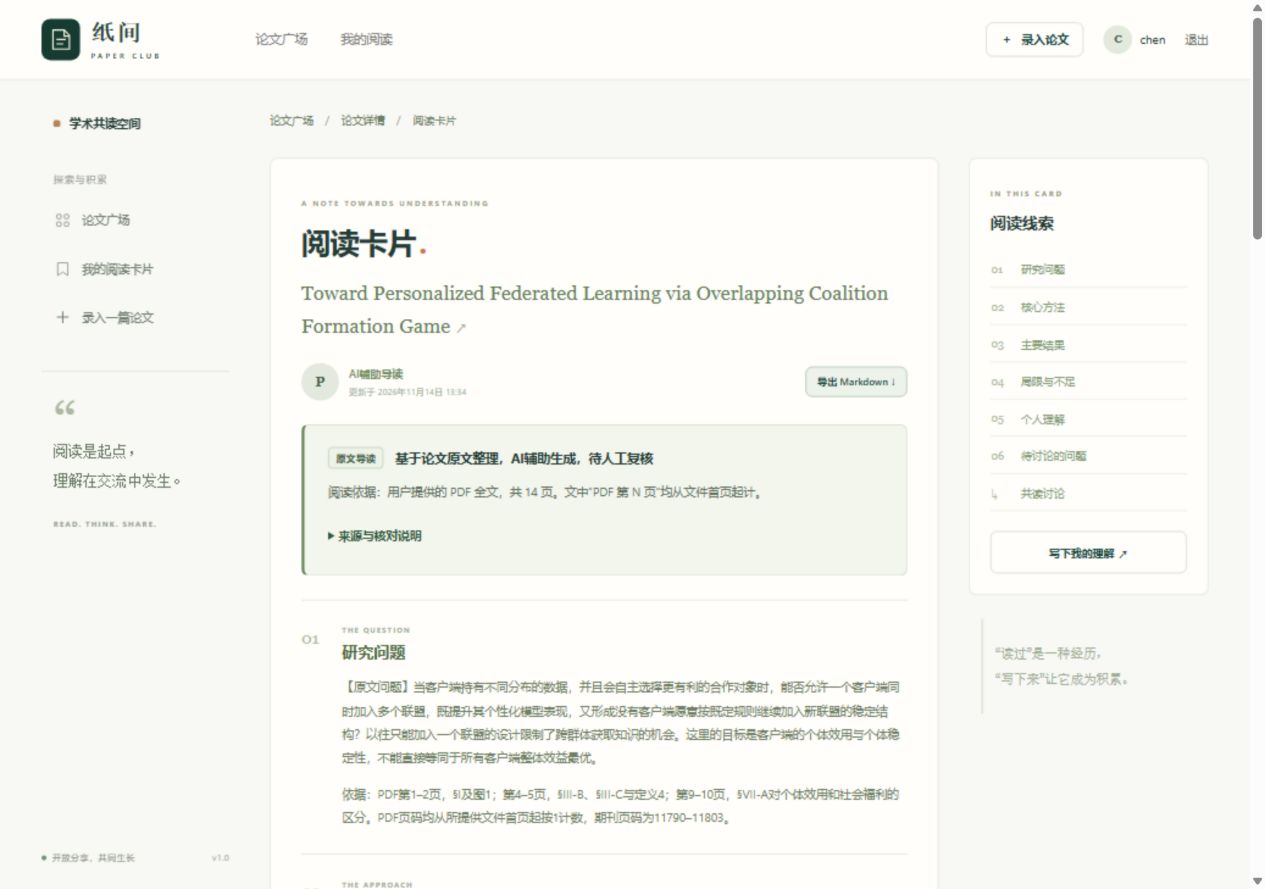 纸间
PAPER CLUB
论文广场
我的阅读
+ 录入论文
C
chen
退出
学术共读空间
探索与积累
论文广场
我的阅读卡片
录入一篇论文
“
阅读是起点，
理解在交流中发生。
READ. THINK. SHARE.
开放分享，共同生长
v1.0
论文广场 / 论文详情 / 阅读卡片
A NOTE TOWARDS UNDERSTANDING
阅读卡片.
Toward Personalized Federated Learning via Overlapping Coalition
Formation Game ↗
P
AI辅助导读
更新于 2026年11月14日 13:34
导出 Markdown ↓
原文导读 基于论文原文整理，AI辅助生成，待人工复核
阅读依据：用户提供的 PDF 全文，共 14 页。文中“PDF 第 N 页”均从文件首页起计。
来源与核对说明
01
THE QUESTION
研究问题
【原文问题】当客户端持有不同分布的数据，并且会自主选择更有利的合作对象时，能否允许一个客户端同
时加入多个联盟，既提升其个性化模型表现，又形成没有客户端愿意按既定规则继续加入新联盟的稳定结
构？以往只能加入一个联盟的设计限制了跨群体获取知识的机会。这里的目标是客户端的个体效用与个体稳
定性，不能直接等同于所有客户端整体效益最优。
依据：PDF第1–2页，§I及图1；第4–5页，§III-B、§III-C与定义4；第9–10页，§VII-A对个体效用和社会福利的
区分。PDF页码均从所提供文件首页起按1计数，期刊页码为11790–11803。
THE APPROACH
IN THIS CARD
阅读线索
01 研究问题
02 核心方法
03 主要结果
04 局限与不足
05 个人理解
06 待讨论的问题
↳ 共读讨论
写下我的理解 ↗
“读过”是一种经历，
“写下来”让它成为积累。